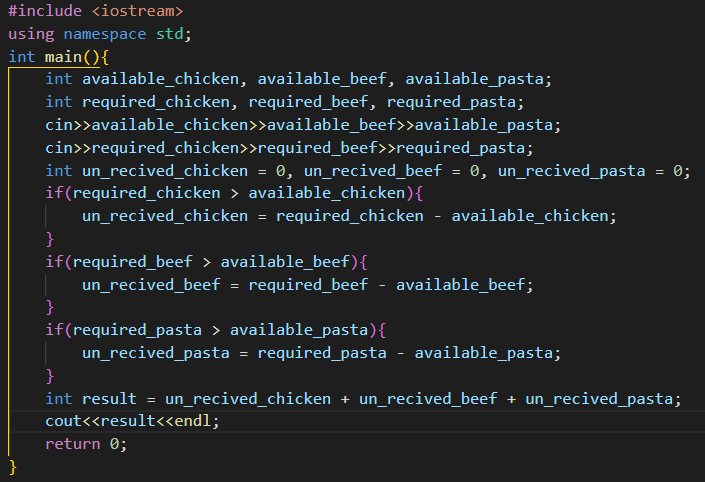 #include <iostream>
using namespace std;
int main(){
    int available_chicken, available_beef, available_pasta;
    int required_chicken, required_beef, required_pasta;
    cin>>available_chicken>>available_beef>>available_pasta;
    cin>>required_chicken>>required_beef>>required_pasta;
    int un_recived_chicken = 0, un_recived_beef = 0, un_recived_pasta = 0;
    if(required_chicken > available_chicken){
        un_recived_chicken = required_chicken - available_chicken;
    }
    if(required_beef > available_beef){
        un_recived_beef = required_beef - available_beef;
    }
    if(required_pasta > available_pasta){
        un_recived_pasta = required_pasta - available_pasta;
    }
    int result = un_recived_chicken + un_recived_beef + un_recived_pasta;
    cout<<result<<endl;
    return 0;
}